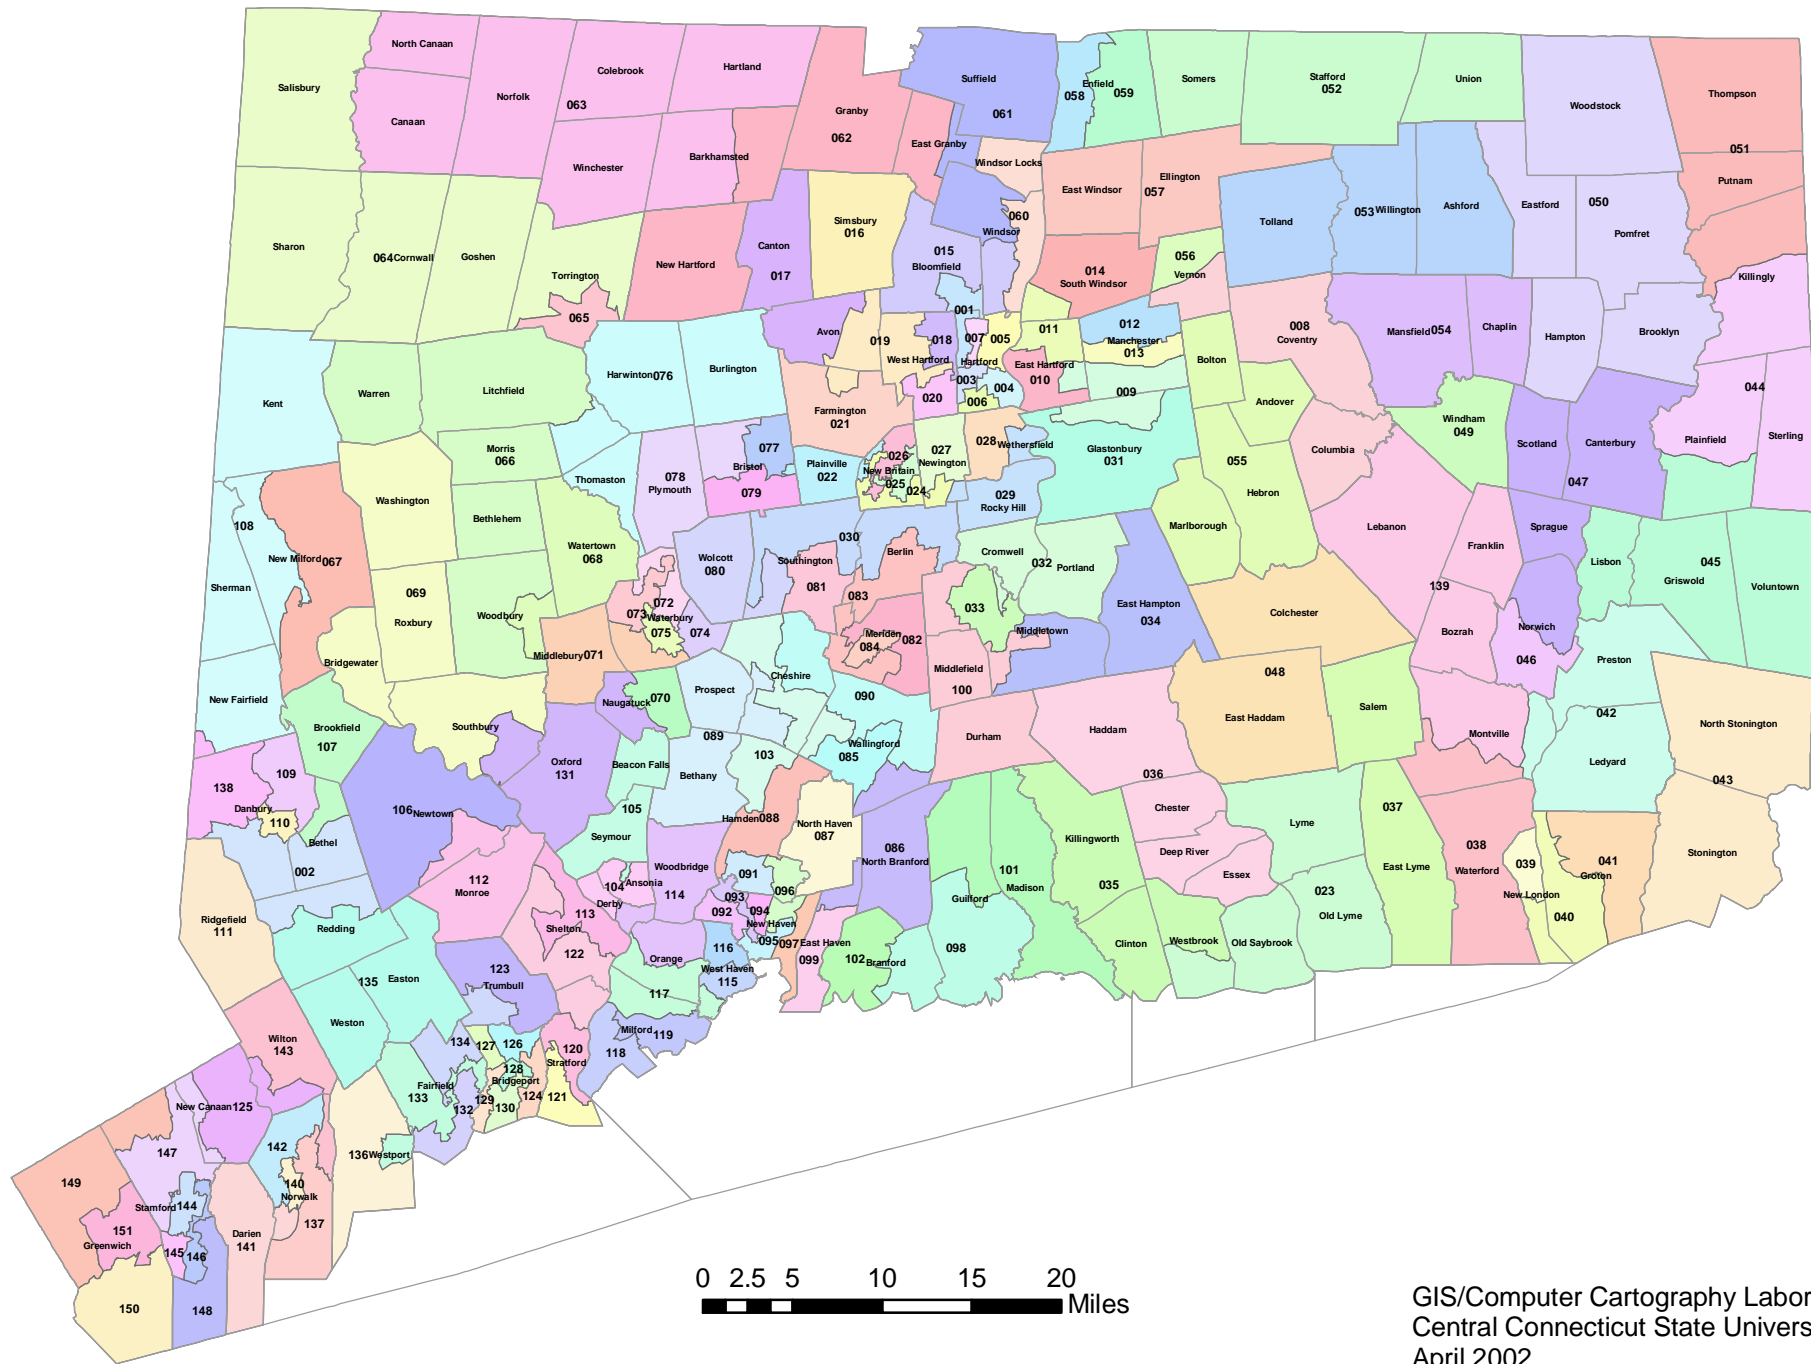 North Canaan
Colebrook
Hartland
Salisbury
Norfolk
063
Canaan
Granby
062
Suffield
061
058
Enfield
059
Somers
Stafford
052
Union
Woodstock
Thompson
051
Winchester
Barkhamsted
East Granby
Windsor Locks
East Windsor
Ellington
057
Putnam
Sharon
064
Cornwall
Goshen
Torrington
065
New Hartford
Canton
017
Simsbury
016
015
Bloomfield
Windsor
060
Tolland
053
Willington
Ashford
Eastford
050
Pomfret
014
South Windsor
056
Vernon
Killingly
001
011
012
Manchester
013
008
Coventry
Mansfield
054
Chaplin
Hampton
Brooklyn
Avon
019
West Hartford
018
007
005
Hartford
003
004
006
East Hartford
010
009
Bolton
Kent
Warren
Litchfield
Harwinton
076
Burlington
Farmington
021
020
Andover
Windham
049
044
Plainfield
Sterling
Scotland
Canterbury
047
Morris
066
Washington
Thomaston
078
Plymouth
Bristol
077
079
Plainville
022
026
New Britain
025
024
027
Newington
028
Wethersfield
Glastonbury
031
055
Hebron
Columbia
029
Rocky Hill
108
New Milford
067
Bethlehem
Watertown
068
Marlborough
Lebanon
Franklin
Sprague
Lisbon
045
Griswold
Voluntown
Sherman
069
Roxbury
Woodbury
Wolcott
080
030
Southington
081
Berlin
083
Cromwell
032
Portland
033
East Hampton
034
Colchester
139
Bozrah
Norwich
046
Preston
072
073
Waterbury
075
074
Middlebury
071
Meriden
082
084
Middletown
Middlefield
100
Bridgewater
Cheshire
Prospect
090
New Fairfield
Southbury
Naugatuck
070
048
East Haddam
Salem
Montville
042
Ledyard
North Stonington
043
Brookfield
107
Oxford
131
Beacon Falls
089
Bethany
103
Wallingford
085
Durham
Haddam
036
138
109
Danbury
110
106
Newtown
105
Seymour
Hamden
088
North Haven
087
Chester
Lyme
037
038
Waterford
039
New London
040
041
Groton
Stonington
Bethel
002
086
North Branford
Killingworth
035
Deep River
Essex
East Lyme
112
Monroe
104
Ansonia
Derby
Woodbridge
114
091
096
093
092
094
New Haven
095
097
East Haven
099
101
Madison
Guilford
098
102
Branford
023
Old Lyme
Ridgefield
111
Redding
113
Shelton
122
Orange
116
West Haven
115
Clinton
Westbrook
Old Saybrook
123
Trumbull
135
Easton
Weston
117
Milford
119
118
Wilton
143
134
127
126
128
Bridgeport
129
130
124
120
Stratford
121
Fairfield
133
132
New Canaan
125
142
136
Westport
147
149
140
Norwalk
137
Stamford
144
151
Greenwich
145
146
Darien
141
150
148
0 2.5 5 10 15 20
Miles
GIS/Computer Cartography Labor
Central Connecticut State Univers
April 2002